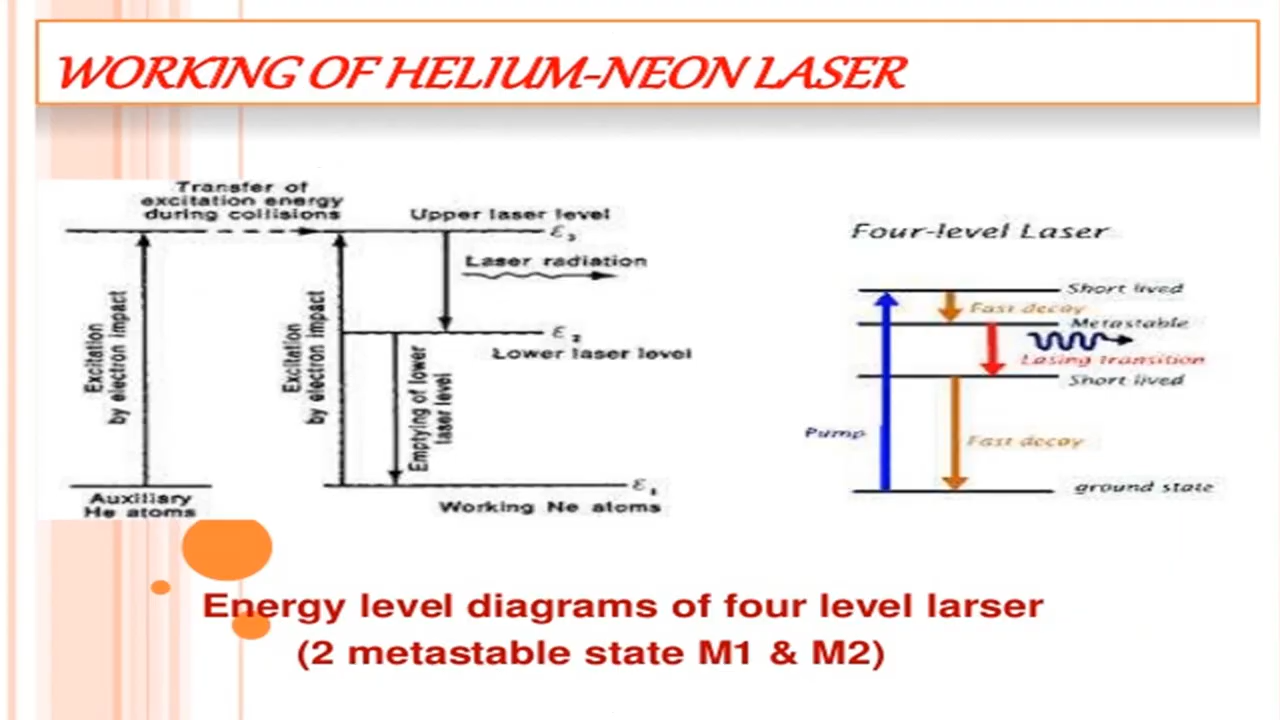 WORKING OF HELIUM-NEON LASER
Transfer of
excitation energy
during collisions
Upper laser level
ε3
Laser radiation
Excitation
by electron impact
Excitation
by electron impact
ε2
Lower laser level
Emptying of lower
laser level
ε1
Auxiliary
He atoms
Working Ne atoms
Four-level Laser
Short lived
Fast decay
Metastable
Lasing transition
Short lived
Pump
Fast decay
ground state
Energy level diagrams of four level larser
(2 metastable state M1 & M2)